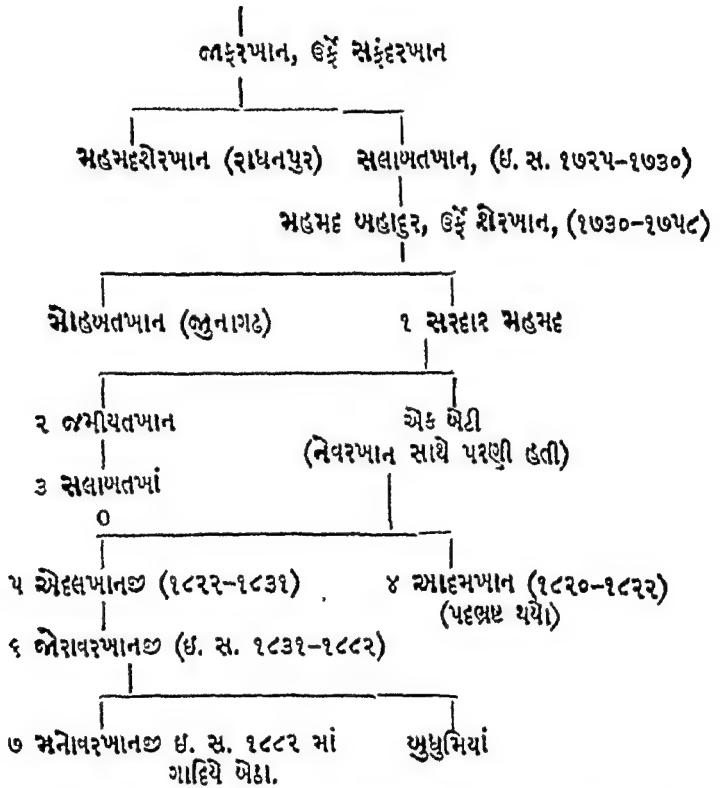 જાફરખાન, ઉર્ફે સકંદરખાન
મહમદશેરખાન (રાધનપુર) સલાબતખાન, (ઇ. સ. ૧૭૨૫-૧૭૩૦)
મહમદ બહાદુર, ઉર્ફે શેરખાન, (૧૭૩૦-૧૭૫૮)
મોહબતખાન (જુનાગઢ) ૧ સરદાર મહમદ
૨ જમીયતખાન એક બેટી
(નેવરખાન સાથે પરણી હતી)
૩ સલાબતખાં
૦
૫ એદલખાનજી (૧૮૨૨-૧૮૩૧) ૪ આદમખાન (૧૮૨૦-૧૮૨૨)
(પદભ્રષ્ટ થયો)
૬ જોરાવરખાનજી (ઇ. સ. ૧૮૩૧-૧૮૮૨)
૭ મનોવરખાનજી ઇ. સ. ૧૮૮૨ માં બુધુમિયાં
ગાદિયે બેઠા.